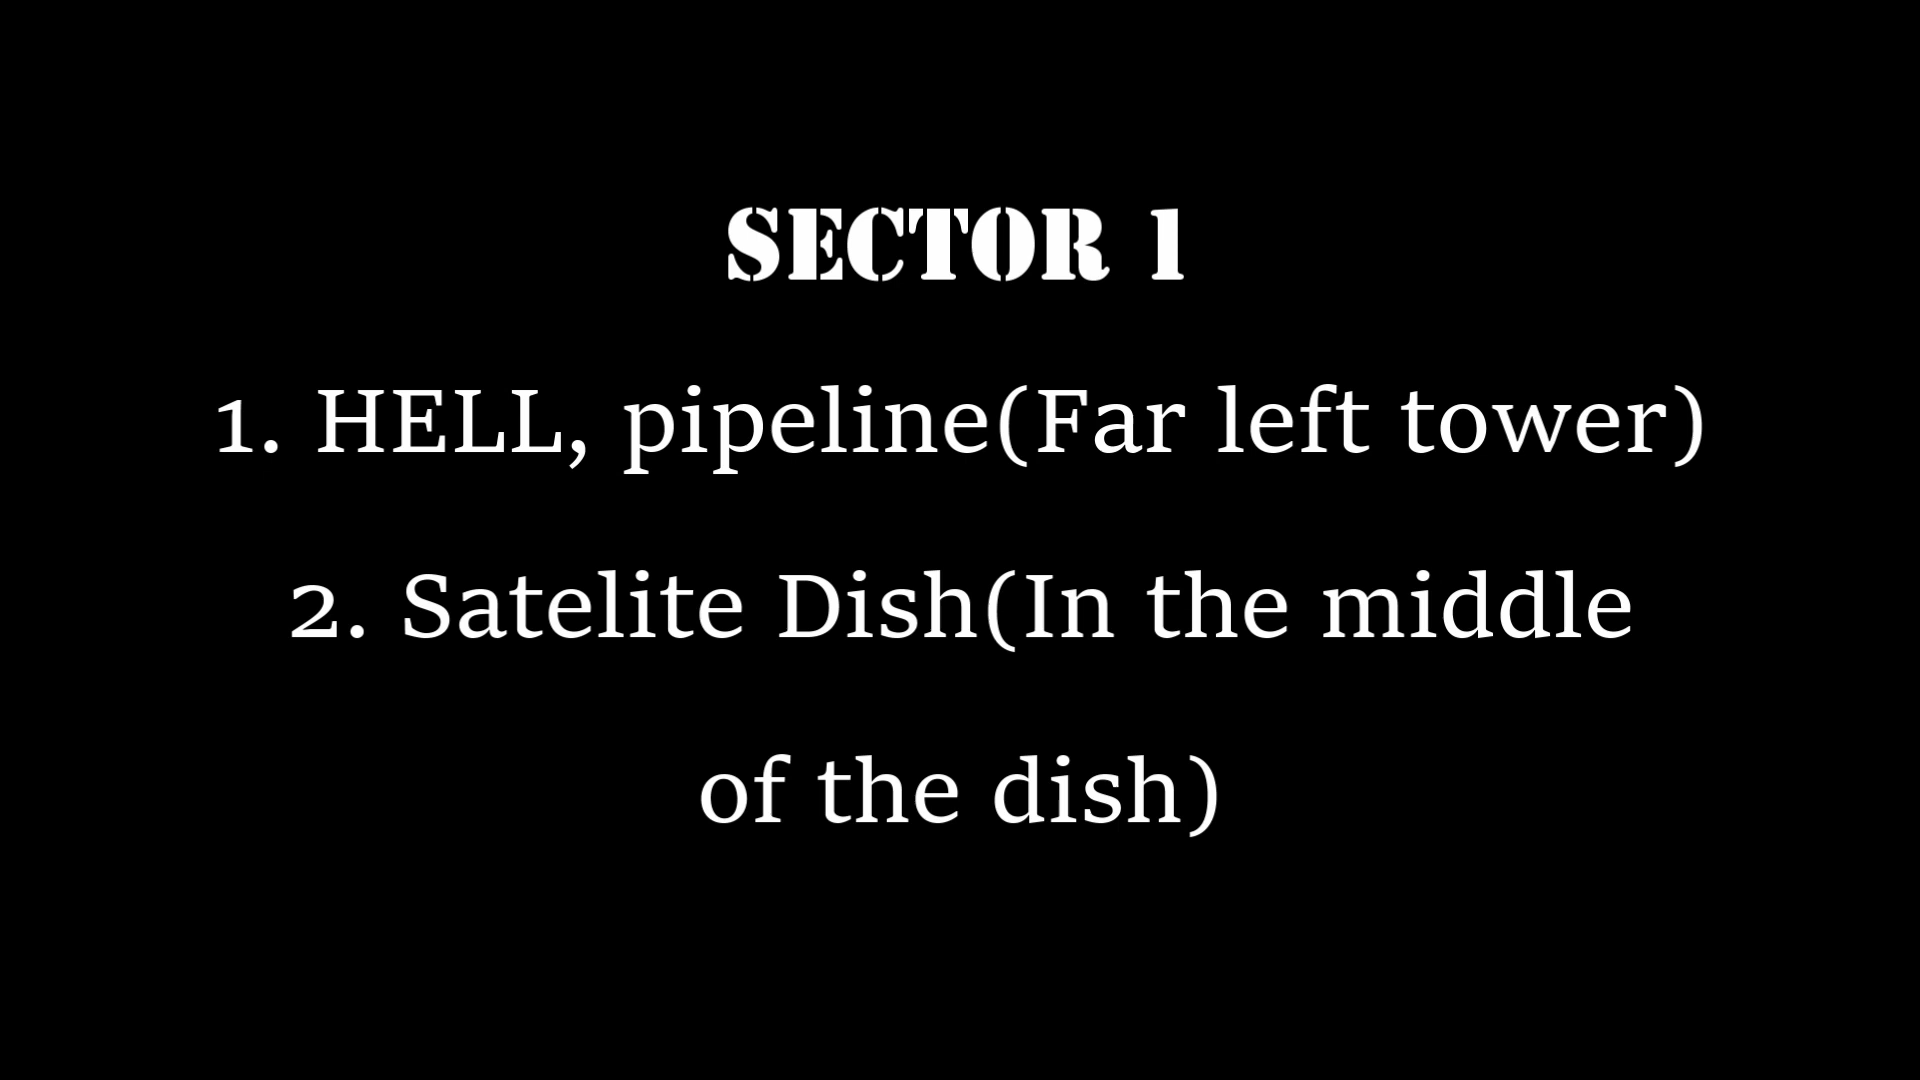 SECTOR 1
1. HELL, pipeline(Far left tower)
2. Satelite Dish(In the middle
of the dish)